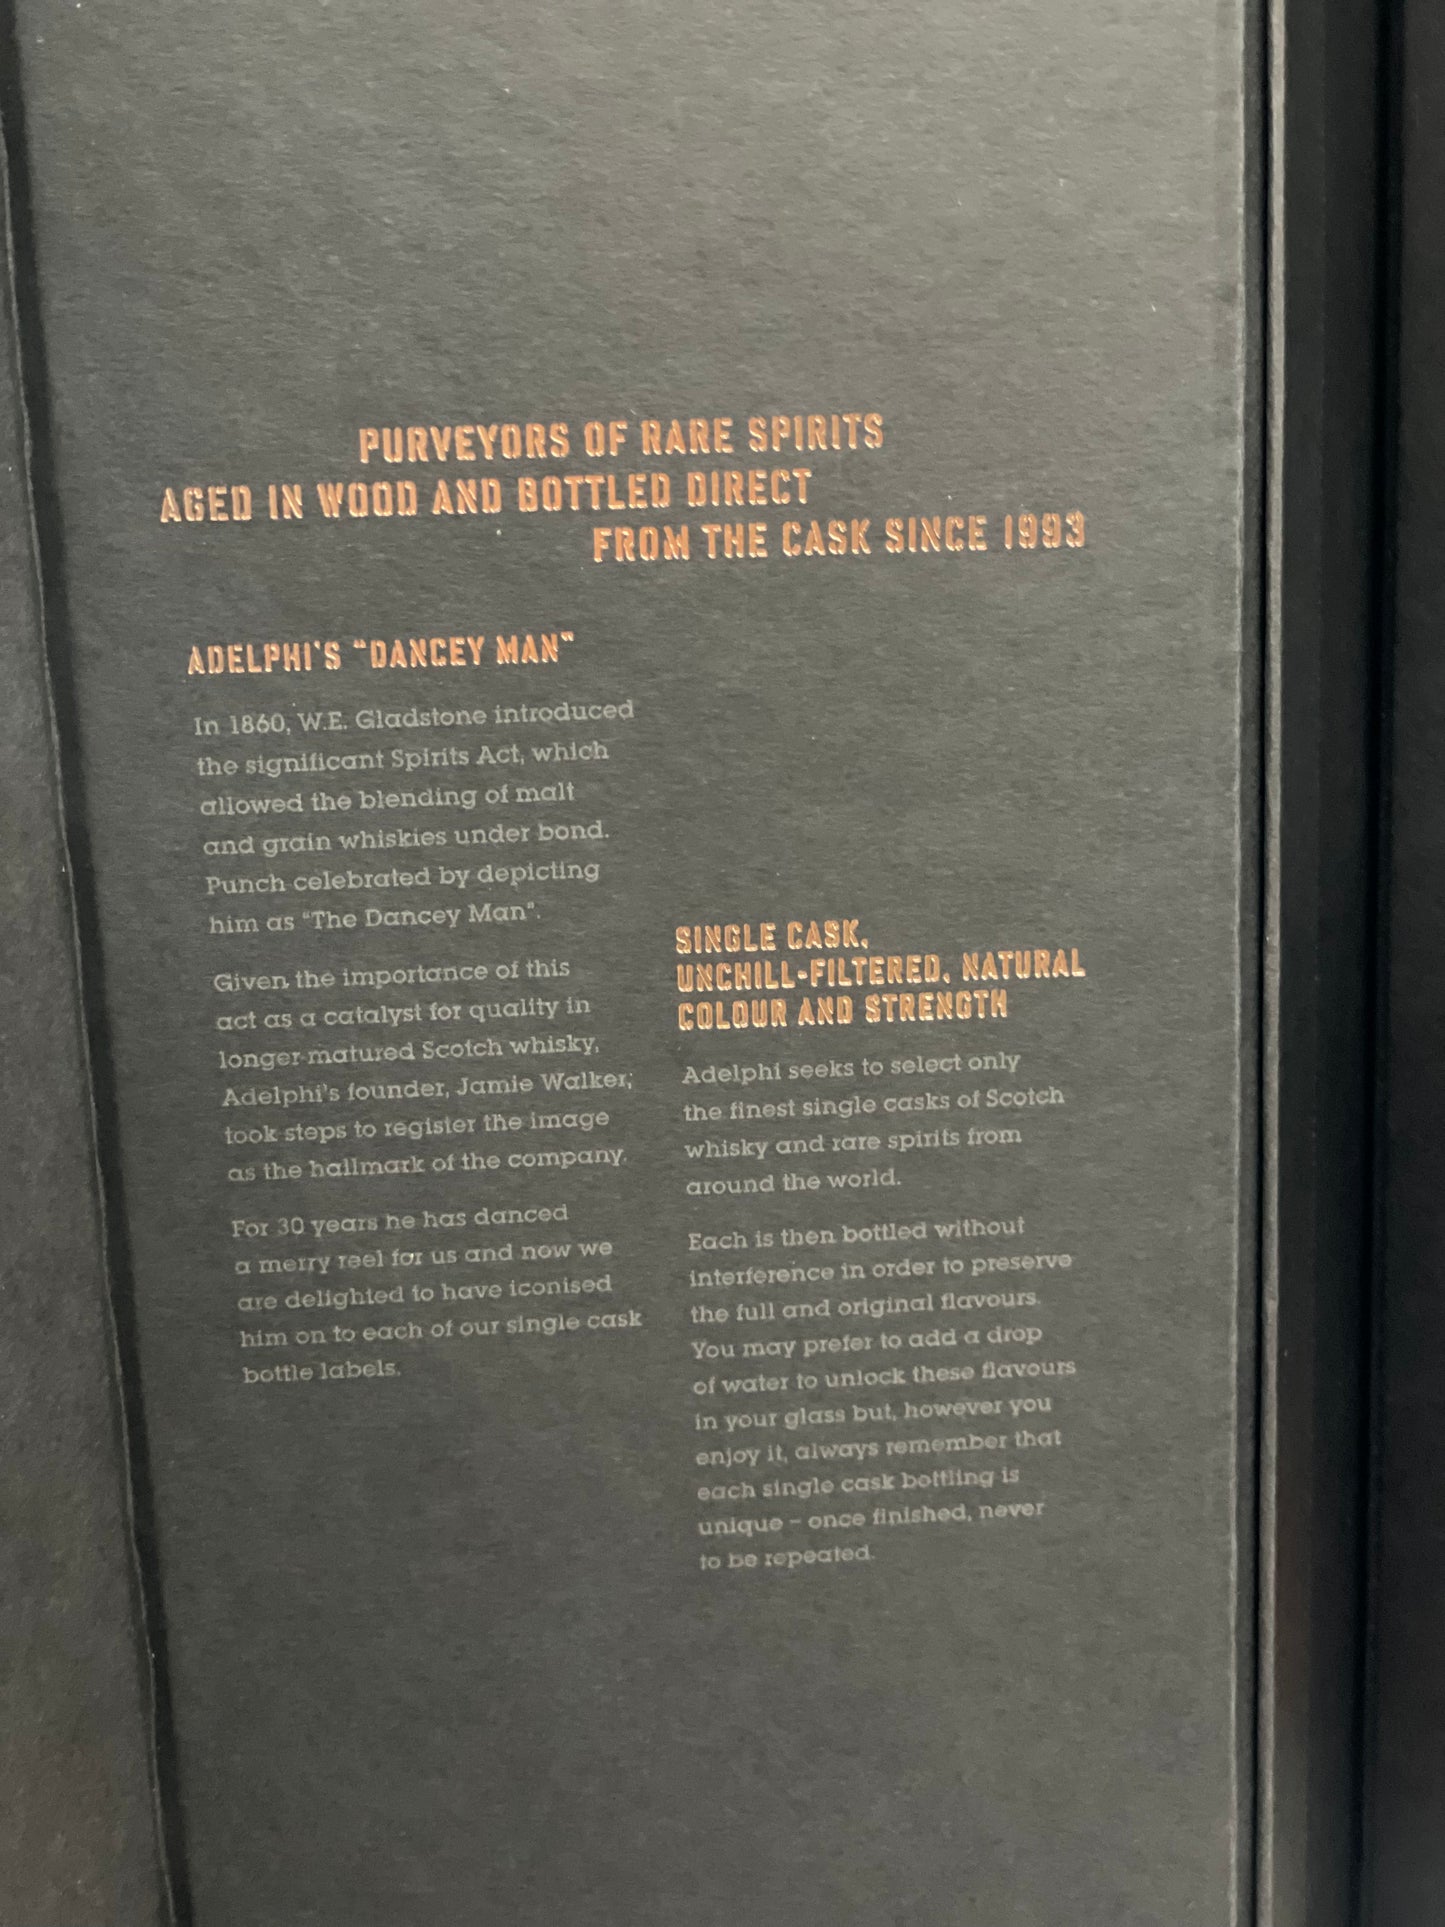 PURVEYORS OF RARE SPIRITS
AGED IN WOOD AND BOTTLED DIRECT
FROM THE CASK SINCE 1993
ADELPHI'S "DANCEY MAN"
In 1860, W.E. Gladstone introduced
the significant Spirits Act, which
allowed the blending of malt
and grain whiskies under bond.
Punch celebrated by depicting
him as "The Dancey Man".
Given the importance of this
act as a catalyst for quality in
longer-matured Scotch whisky,
Adelphi's founder, Jamie Walker,
took steps to register the image
as the hallmark of the company.
For 30 years he has danced
a merry reel for us and now we
are delighted to have iconised
him on to each of our single cask
bottle labels.
SINGLE CASK,
UNCHILL-FILTERED, NATURAL
COLOUR AND STRENGTH
Adelphi seeks to select only
the finest single casks of Scotch
whisky and rare spirits from
around the world.
Each is then bottled without
interference in order to preserve
the full and original flavours.
You may prefer to add a drop
of water to unlock these flavours
in your glass but, however you
enjoy it, always remember that
each single cask bottling is
unique – once finished, never
to be repeated.